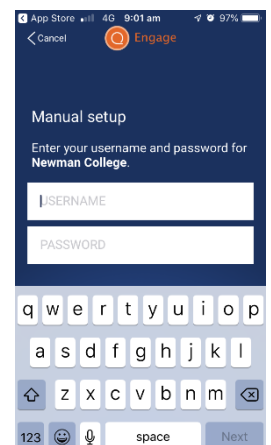 App Store 4G 9:01 am 97%
Cancel Engage
Manual setup
Enter your username and password for
Newman College.
USERNAME
PASSWORD
q w e r t y u i o p
a s d f g h j k l
z x c v b n m
123 space Next